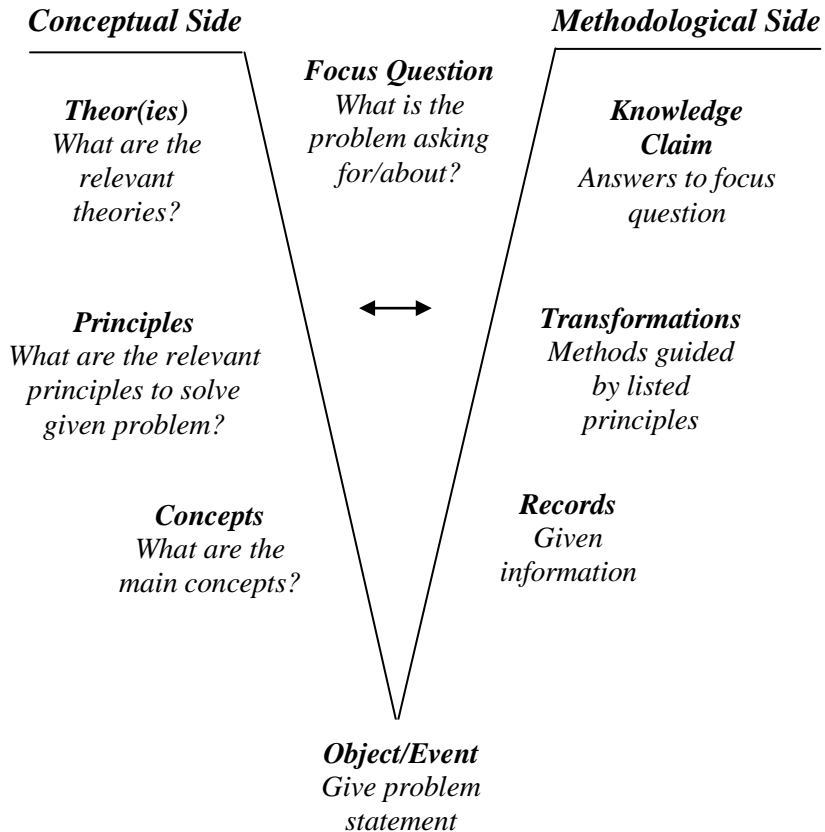 Conceptual Side
Methodological Side
Focus Question
What is the
problem asking
for/about?
Theor(ies)
What are the
relevant
theories?
Knowledge
Claim
Answers to focus
question
Principles
What are the relevant
principles to solve
given problem?
Transformations
Methods guided
by listed
principles
Concepts
What are the
main concepts?
Records
Given
information
Object/Event
Give problem
statement